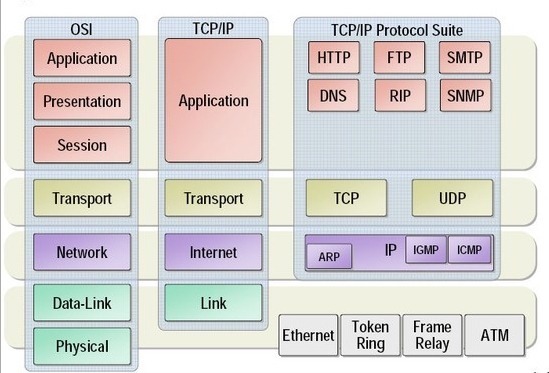 OSI
TCP/IP
TCP/IP Protocol Suite
Application
Presentation
Session
Application
HTTP
FTP
SMTP
DNS
RIP
SNMP
Transport
Transport
TCP
UDP
Network
Internet
ARP
IP
IGMP
ICMP
Data-Link
Physical
Link
Ethernet
Token
Ring
Frame
Relay
ATM